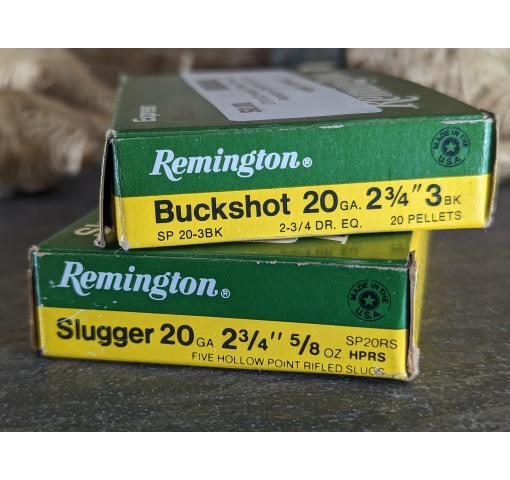 Remington®
MADE IN THE U.S.A.
Buckshot 20 GA. 2¾" 3 BK
SP 20-3BK 2-3/4 DR. EQ. 20 PELLETS
Remington®
MADE IN THE U.S.A.
Slugger 20 GA 2¾" 5/8 OZ HPRS
SP20RS
FIVE HOLLOW POINT RIFLED SLUGS